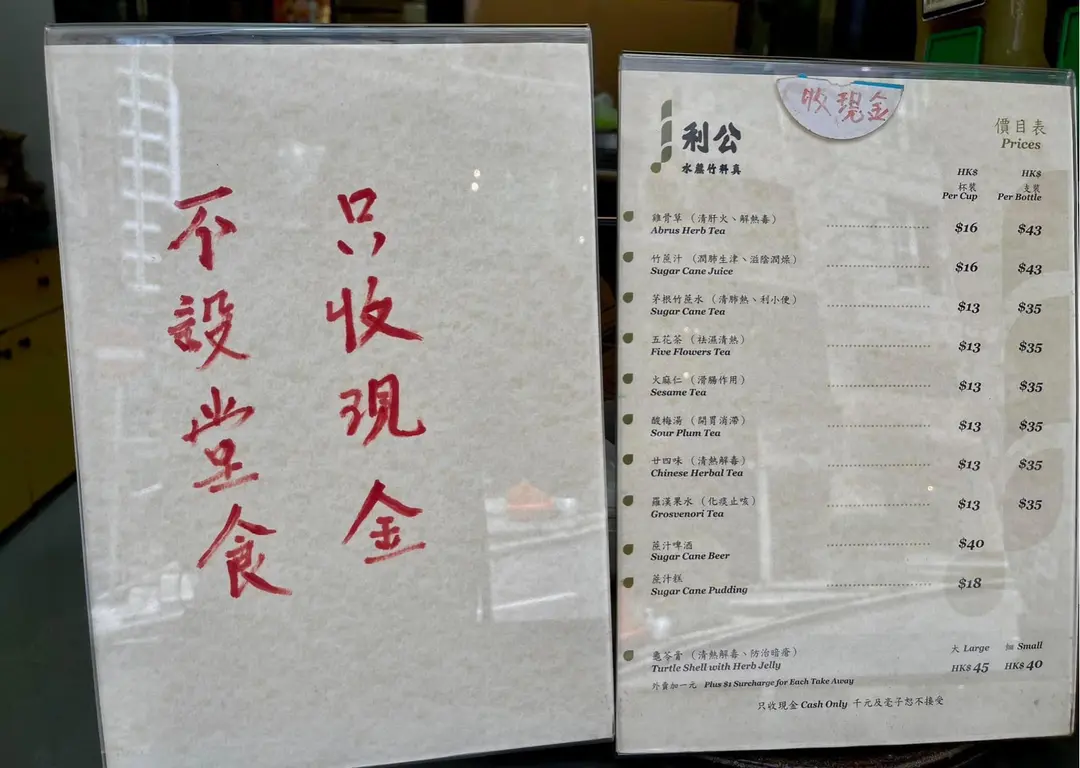 只收現金
不設堂食
收現金
公利
真料竹蔗水
價目表
Prices
HK$ HK$
杯裝 支裝
Per Cup Per Bottle
雞骨草 (清肝火、解熱毒)
Abrus Herb Tea $16 $43
竹蔗汁 (潤肺生津、滋陰潤燥)
Sugar Cane Juice $16 $43
茅根竹蔗水 (清肺熱、利小便)
Sugar Cane Tea $13 $35
五花茶 (祛濕清熱)
Five Flowers Tea $13 $35
火麻仁 (滑腸作用)
Sesame Tea $13 $35
酸梅湯 (開胃消滯)
Sour Plum Tea $13 $35
廿四味 (清熱解毒)
Chinese Herbal Tea $13 $35
羅漢果水 (化痰止咳)
Grosvenori Tea $13 $35
蔗汁啤酒
Sugar Cane Beer $40
蔗汁糕
Sugar Cane Pudding $18
龜苓膏 (清熱解毒、防治暗瘡) 大 Large 細 Small
Turtle Shell with Herb Jelly HK$ 45 HK$ 40
外賣加一元 Plus $1 Surcharge for Each Take Away
只收現金 Cash Only 千元及毫子恕不接受